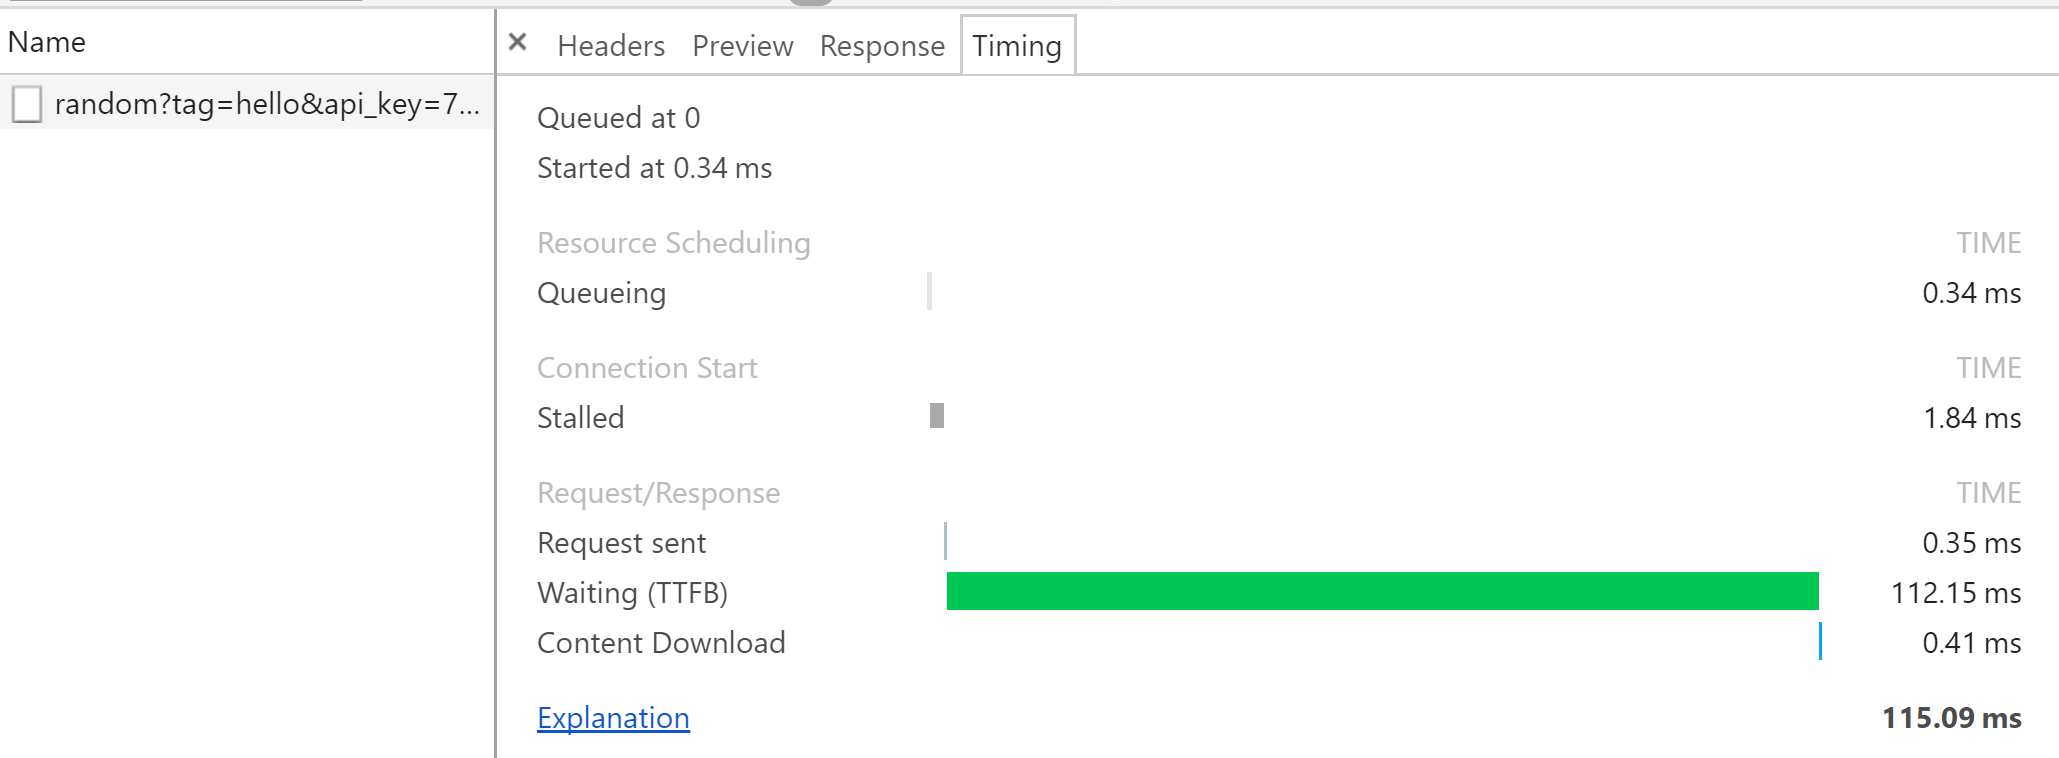 Name
× Headers Preview Response Timing
random?tag=hello&api_key=7...
Queued at 0
Started at 0.34 ms
Resource Scheduling TIME
Queueing 0.34 ms
Connection Start TIME
Stalled 1.84 ms
Request/Response TIME
Request sent 0.35 ms
Waiting (TTFB) 112.15 ms
Content Download 0.41 ms
Explanation 115.09 ms